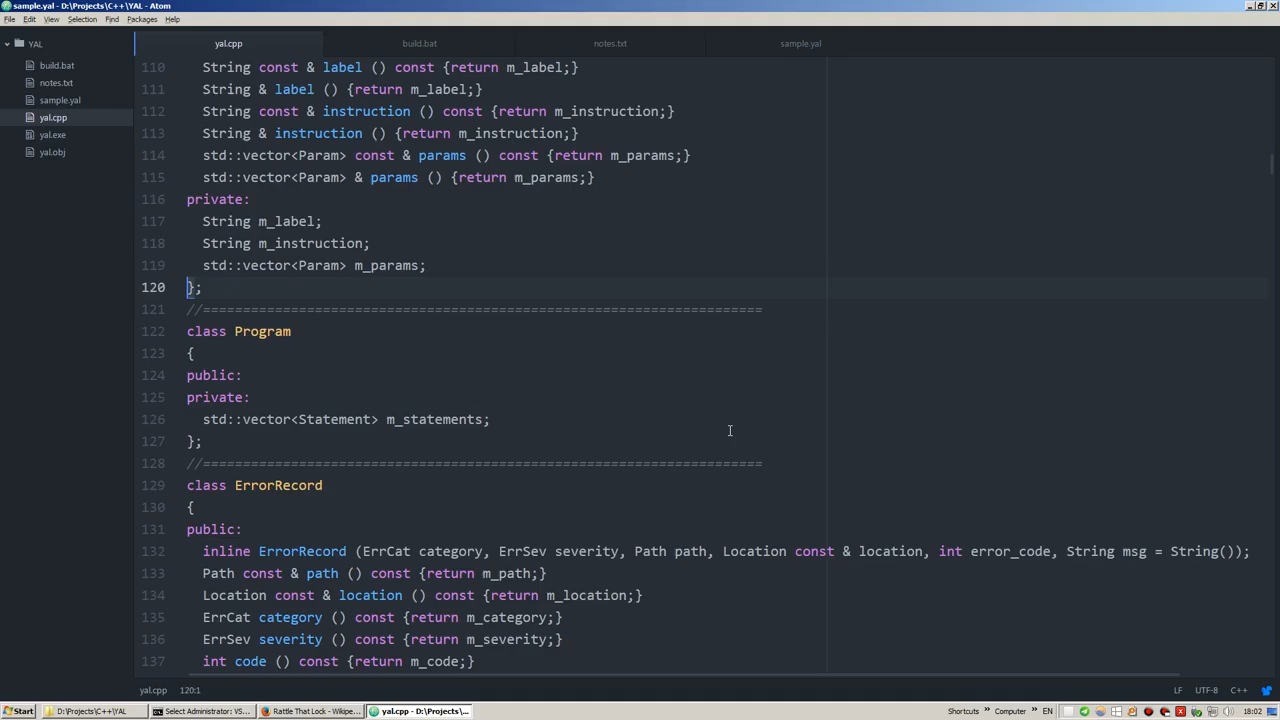 sample.yal - D:\Projects\C++\YAL - Atom
File Edit View Selection Find Packages Help
YAL
build.bat
notes.txt
sample.yal
yal.cpp
yal.exe
yal.obj
yal.cpp build.bat notes.txt sample.yal
110 String const & label () const {return m_label;}
111 String & label () {return m_label;}
112 String const & instruction () const {return m_instruction;}
113 String & instruction () {return m_instruction;}
114 std::vector<Param> const & params () const {return m_params;}
115 std::vector<Param> & params () {return m_params;}
116 private:
117 String m_label;
118 String m_instruction;
119 std::vector<Param> m_params;
120 };
121 //======================================================================
122 class Program
123 {
124 public:
125 private:
126 std::vector<Statement> m_statements;
127 };
128 //======================================================================
129 class ErrorRecord
130 {
131 public:
132 inline ErrorRecord (ErrCat category, ErrSev severity, Path path, Location const & location, int error_code, String msg = String());
133 Path const & path () const {return m_path;}
134 Location const & location () const {return m_location;}
135 ErrCat category () const {return m_category;}
136 ErrSev severity () const {return m_severity;}
137 int code () const {return m_code;}
yal.cpp 120:1 LF UTF-8 C++
Start D:\Projects\C++\YAL Select Administrator: VS... Rattle That Lock - Wikipe... yal.cpp - D:\Projects\... Shortcuts » Computer » EN 18:02